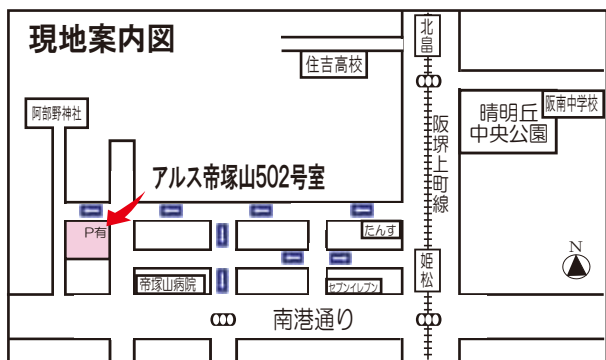 現地案内図
北畠
住吉高校
阿部野神社
晴明丘
中央公園
阪南中学校
阪堺上町線
アルス帝塚山502号室
P有
たんす
帝塚山病院
セブンイレブン
姫松
N
南港通り